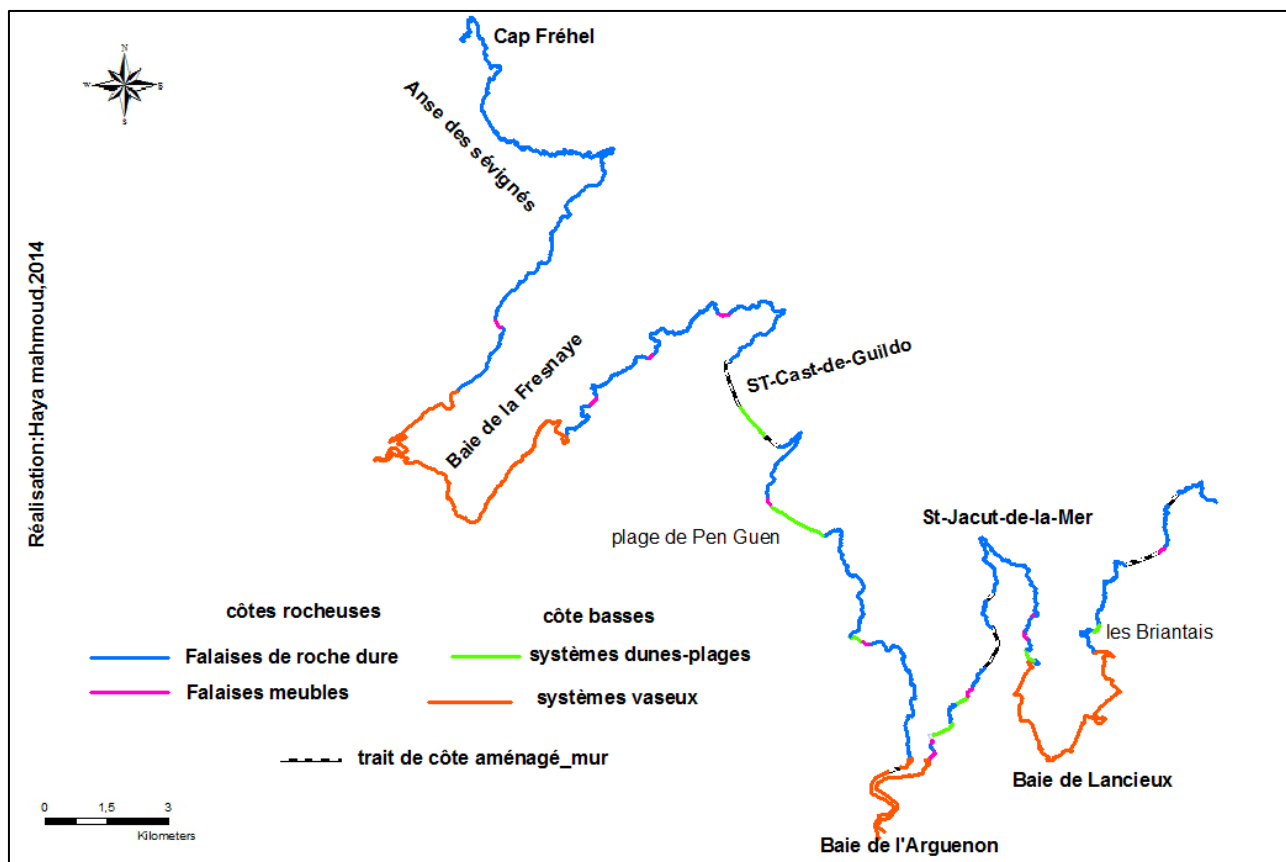 Cap Fréhel
N
W
E
S
Anse des sévignés
Réalisation:Haya mahmoud,2014
Baie de la Fresnaye
ST-Cast-de-Guildo
St-Jacut-de-la-Mer
plage de Pen Guen
les Briantais
côtes rocheuses
côte basses
Falaises de roche dure
systèmes dunes-plages
Falaises meubles
systèmes vaseux
trait de côte aménagé_mur
Baie de Lancieux
0 1,5 3
Kilometers
Baie de l'Arguenon